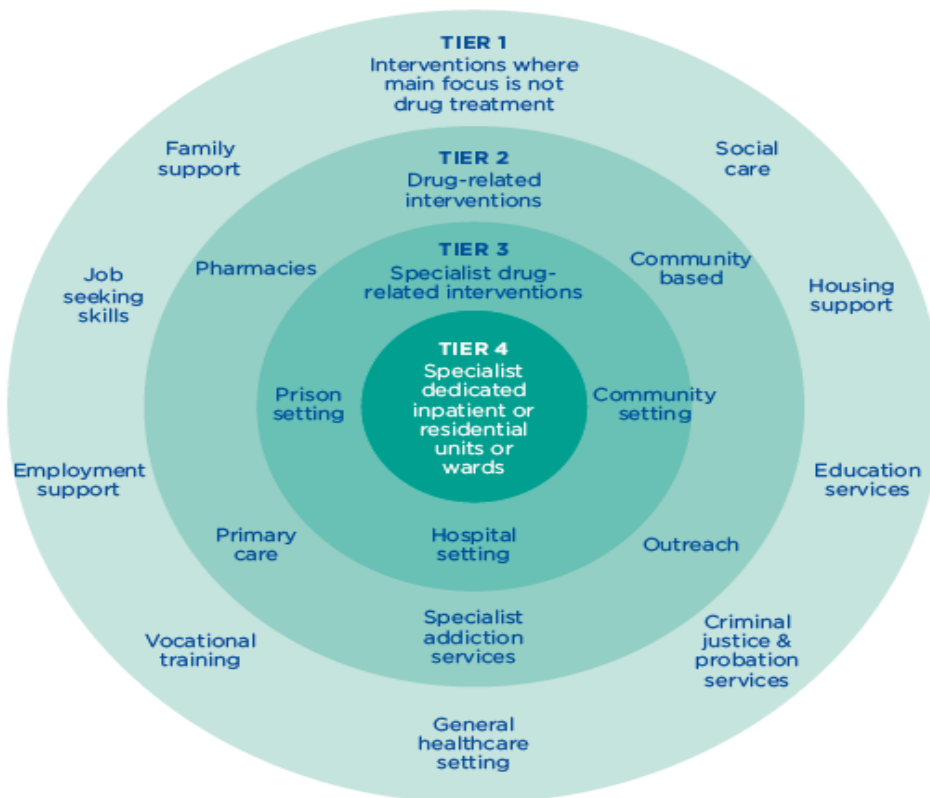 TIER 1
Interventions where
main focus is not
drug treatment
Family
support
Social
care
TIER 2
Drug-related
interventions
Pharmacies
Community
based
Job
seeking
skills
Housing
support
TIER 3
Specialist drug-
related interventions
TIER 4
Specialist
dedicated
inpatient or
residential
units or
wards
Prison
setting
Community
setting
Employment
support
Education
services
Primary
care
Hospital
setting
Outreach
Vocational
training
Specialist
addiction
services
Criminal
justice &
probation
services
General
healthcare
setting